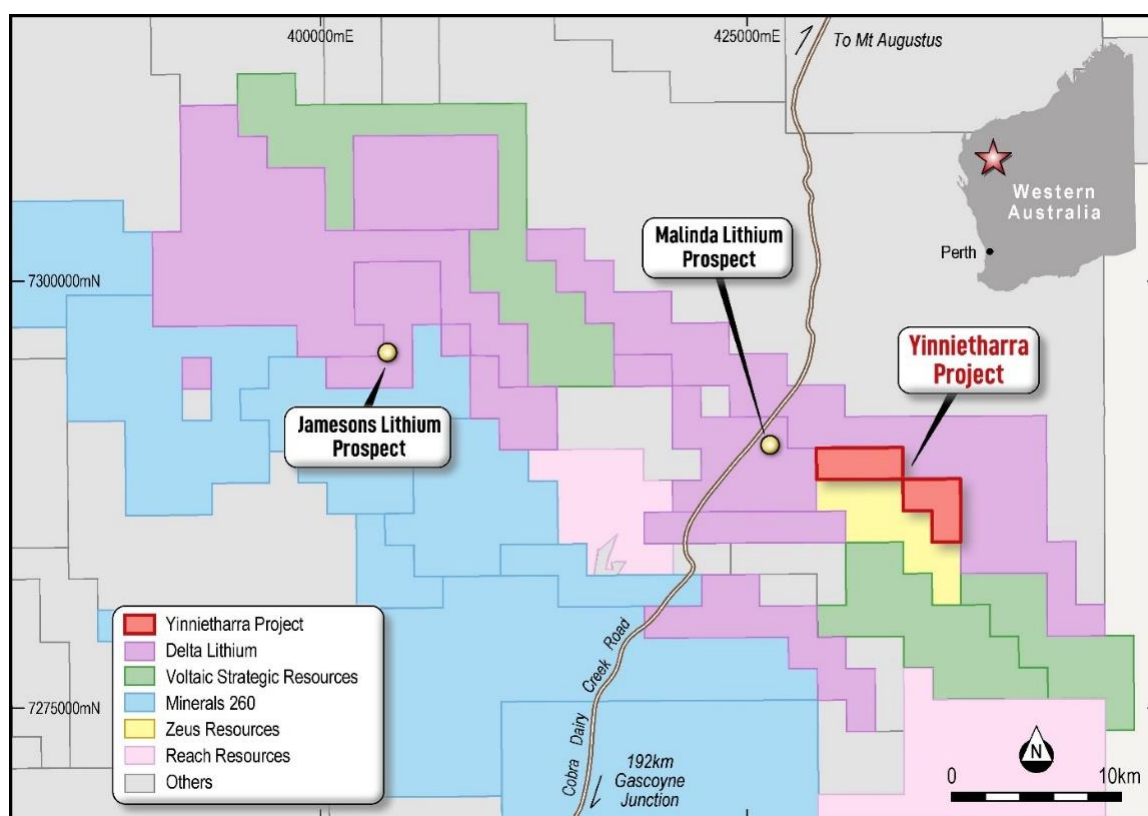 400000mE
425000mE
To Mt Augustus
Western
Australia
Perth
7300000mN
Malinda Lithium
Prospect
Yinnietharra
Project
Jamesons Lithium
Prospect
Cobra Dairy Creek Road
Yinnietharra Project
Delta Lithium
Voltaic Strategic Resources
Minerals 260
Zeus Resources
Reach Resources
Others
7275000mN
192km
Gascoyne
Junction
N
0 10km